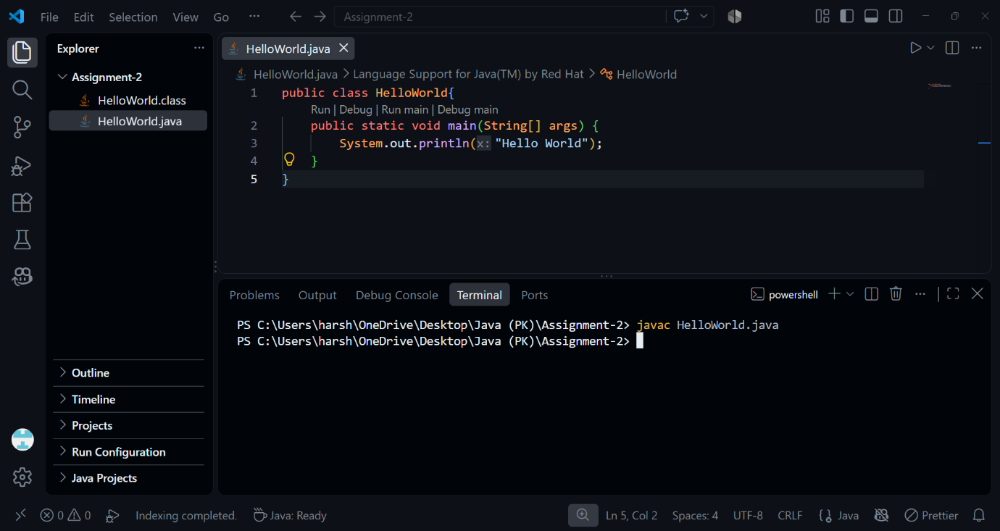 File Edit Selection View Go ··· Assignment-2
Explorer ···
Assignment-2
HelloWorld.class
HelloWorld.java
Outline
Timeline
Projects
Run Configuration
Java Projects
HelloWorld.java
HelloWorld.java > Language Support for Java(TM) by Red Hat > HelloWorld
1 public class HelloWorld{
Run | Debug | Run main | Debug main
2 public static void main(String[] args) {
3 System.out.println(x: "Hello World");
4 }
5 }
Problems Output Debug Console Terminal Ports powershell
PS C:\Users\harsh\OneDrive\Desktop\Java (PK)\Assignment-2> javac HelloWorld.java
PS C:\Users\harsh\OneDrive\Desktop\Java (PK)\Assignment-2>
0 0 Indexing completed. Java: Ready Ln 5, Col 2 Spaces: 4 UTF-8 CRLF {} Java Prettier